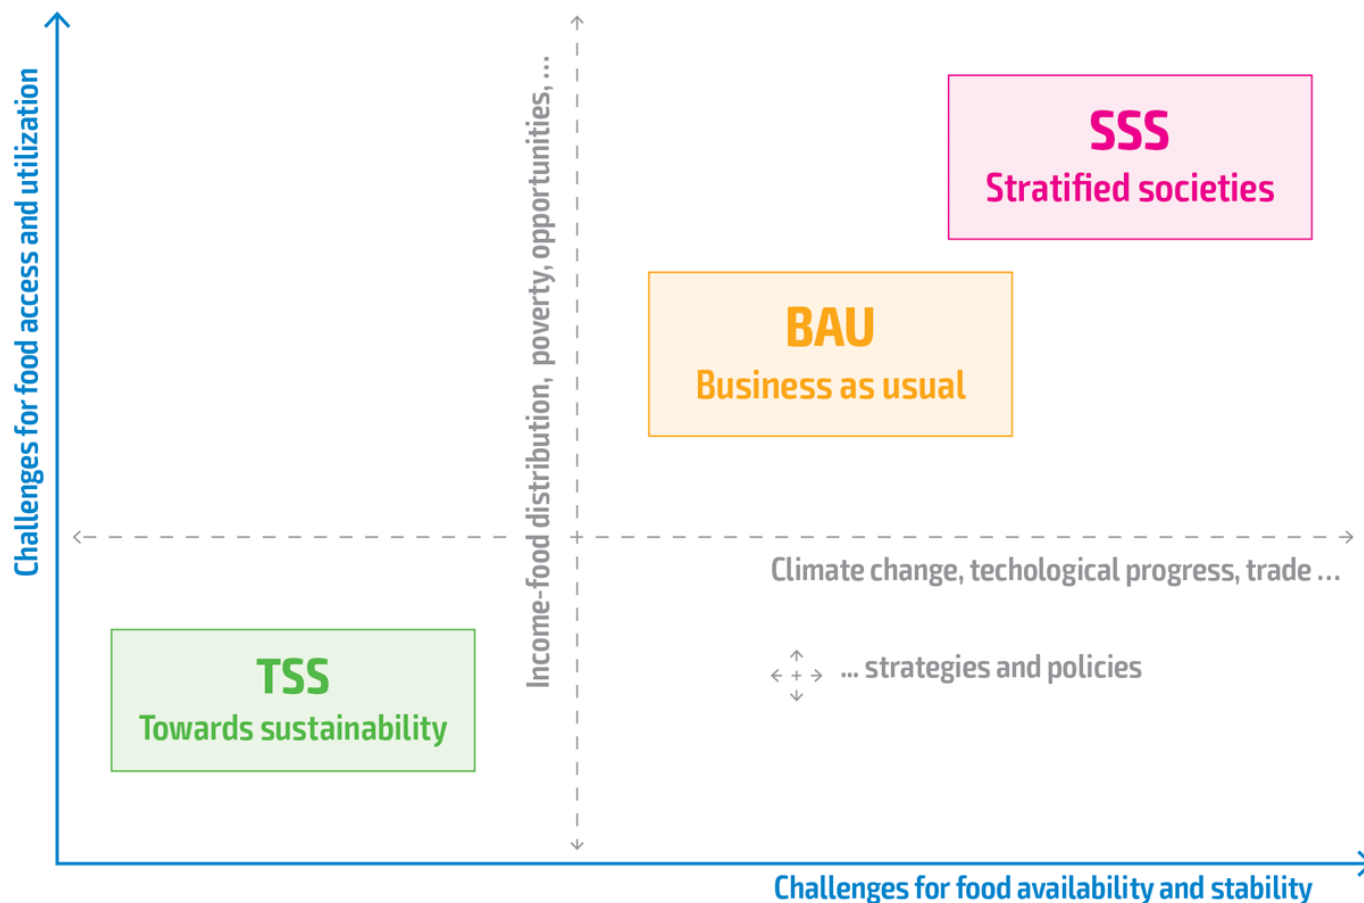 Challenges for food access and utilization
Income-food distribution, poverty, opportunities, ...
SSS
Stratified societies
BAU
Business as usual
Climate change, techological progress, trade ...
... strategies and policies
TSS
Towards sustainability
Challenges for food availability and stability